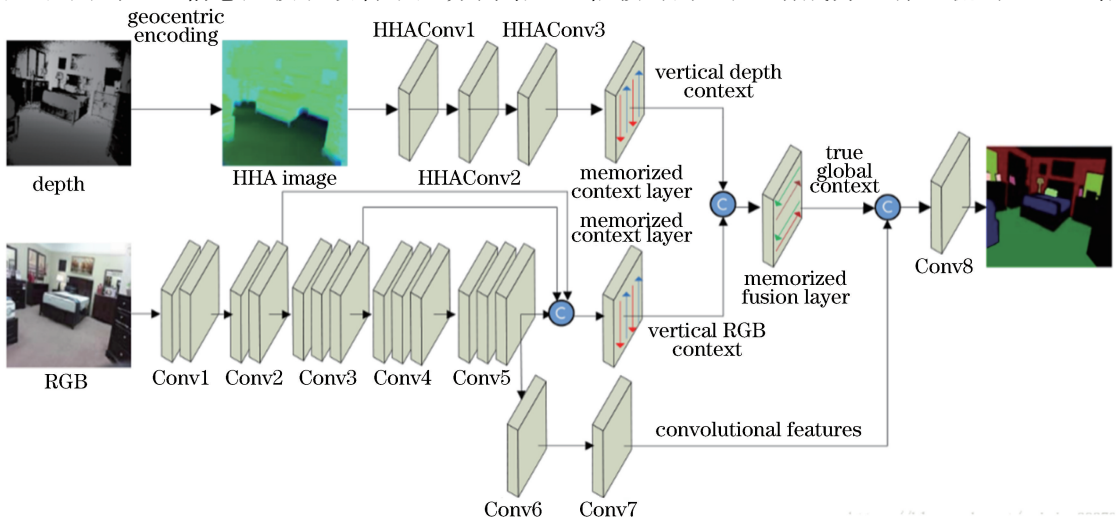 geocentric
encoding
HHAConv1
HHAConv3
vertical depth
context
depth
HHA image
HHAConv2
memorized
context layer
memorized
context layer
C
true
global
context
C
Conv8
memorized
fusion layer
C
vertical RGB
context
RGB
Conv1
Conv2
Conv3
Conv4
Conv5
convolutional features
Conv6
Conv7